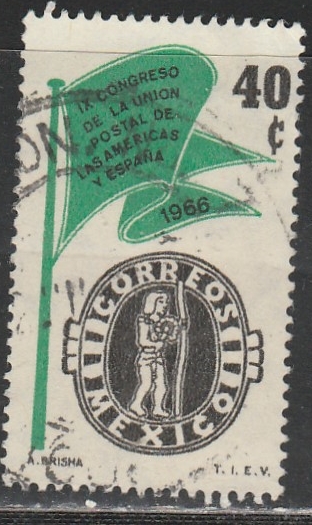 IX CONGRESO
DE LA UNION
POSTAL DE
LAS AMERICAS
Y ESPAÑA
1966
40
¢
CORREOS
MEXICO
A. BRISHA
T. I. E. V.